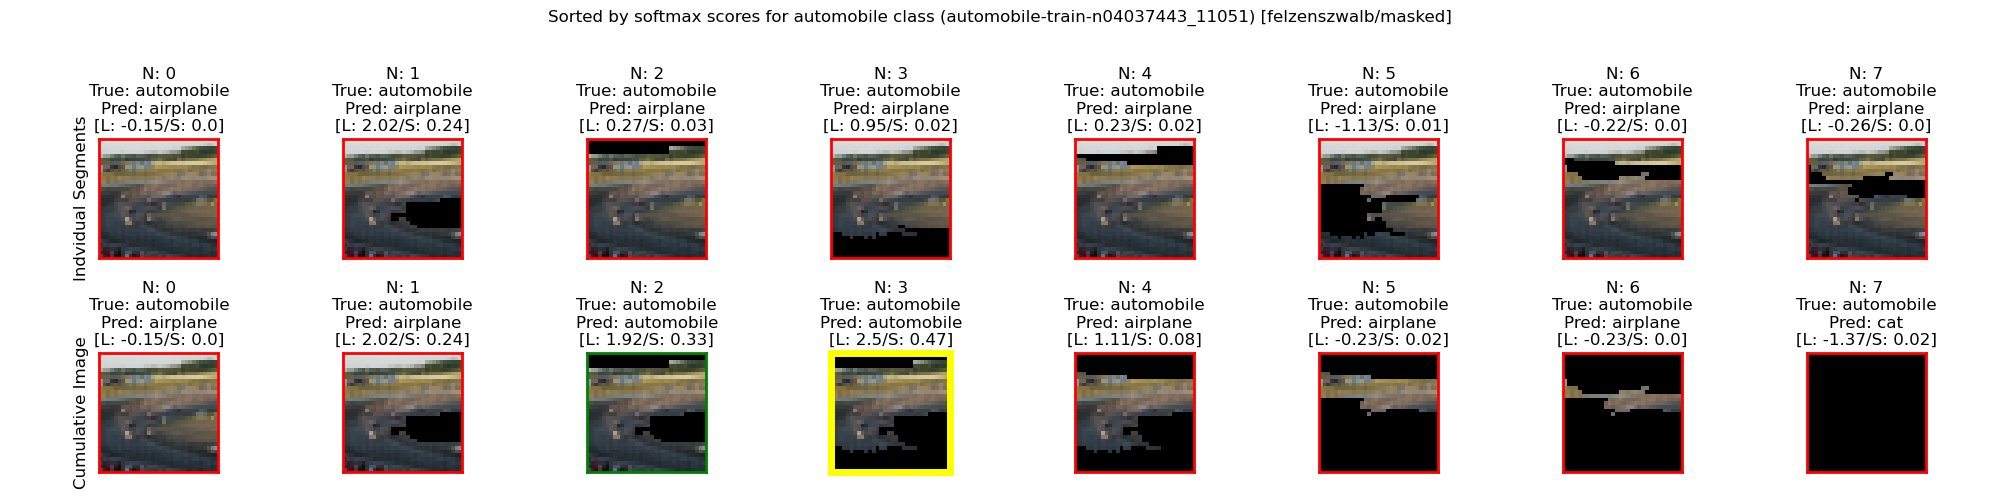 Sorted by softmax scores for automobile class (automobile-train-n04037443_11051) [felzenszwalb/masked]
Indvidual Segments
N: 0
True: automobile
Pred: airplane
[L: -0.15/S: 0.0]
N: 1
True: automobile
Pred: airplane
[L: 2.02/S: 0.24]
N: 2
True: automobile
Pred: airplane
[L: 0.27/S: 0.03]
N: 3
True: automobile
Pred: airplane
[L: 0.95/S: 0.02]
N: 4
True: automobile
Pred: airplane
[L: 0.23/S: 0.02]
N: 5
True: automobile
Pred: airplane
[L: -1.13/S: 0.01]
N: 6
True: automobile
Pred: airplane
[L: -0.22/S: 0.0]
N: 7
True: automobile
Pred: airplane
[L: -0.26/S: 0.0]
Cumulative Image
N: 0
True: automobile
Pred: airplane
[L: -0.15/S: 0.0]
N: 1
True: automobile
Pred: airplane
[L: 2.02/S: 0.24]
N: 2
True: automobile
Pred: automobile
[L: 1.92/S: 0.33]
N: 3
True: automobile
Pred: automobile
[L: 2.5/S: 0.47]
N: 4
True: automobile
Pred: airplane
[L: 1.11/S: 0.08]
N: 5
True: automobile
Pred: airplane
[L: -0.23/S: 0.02]
N: 6
True: automobile
Pred: airplane
[L: -0.23/S: 0.0]
N: 7
True: automobile
Pred: cat
[L: -1.37/S: 0.02]